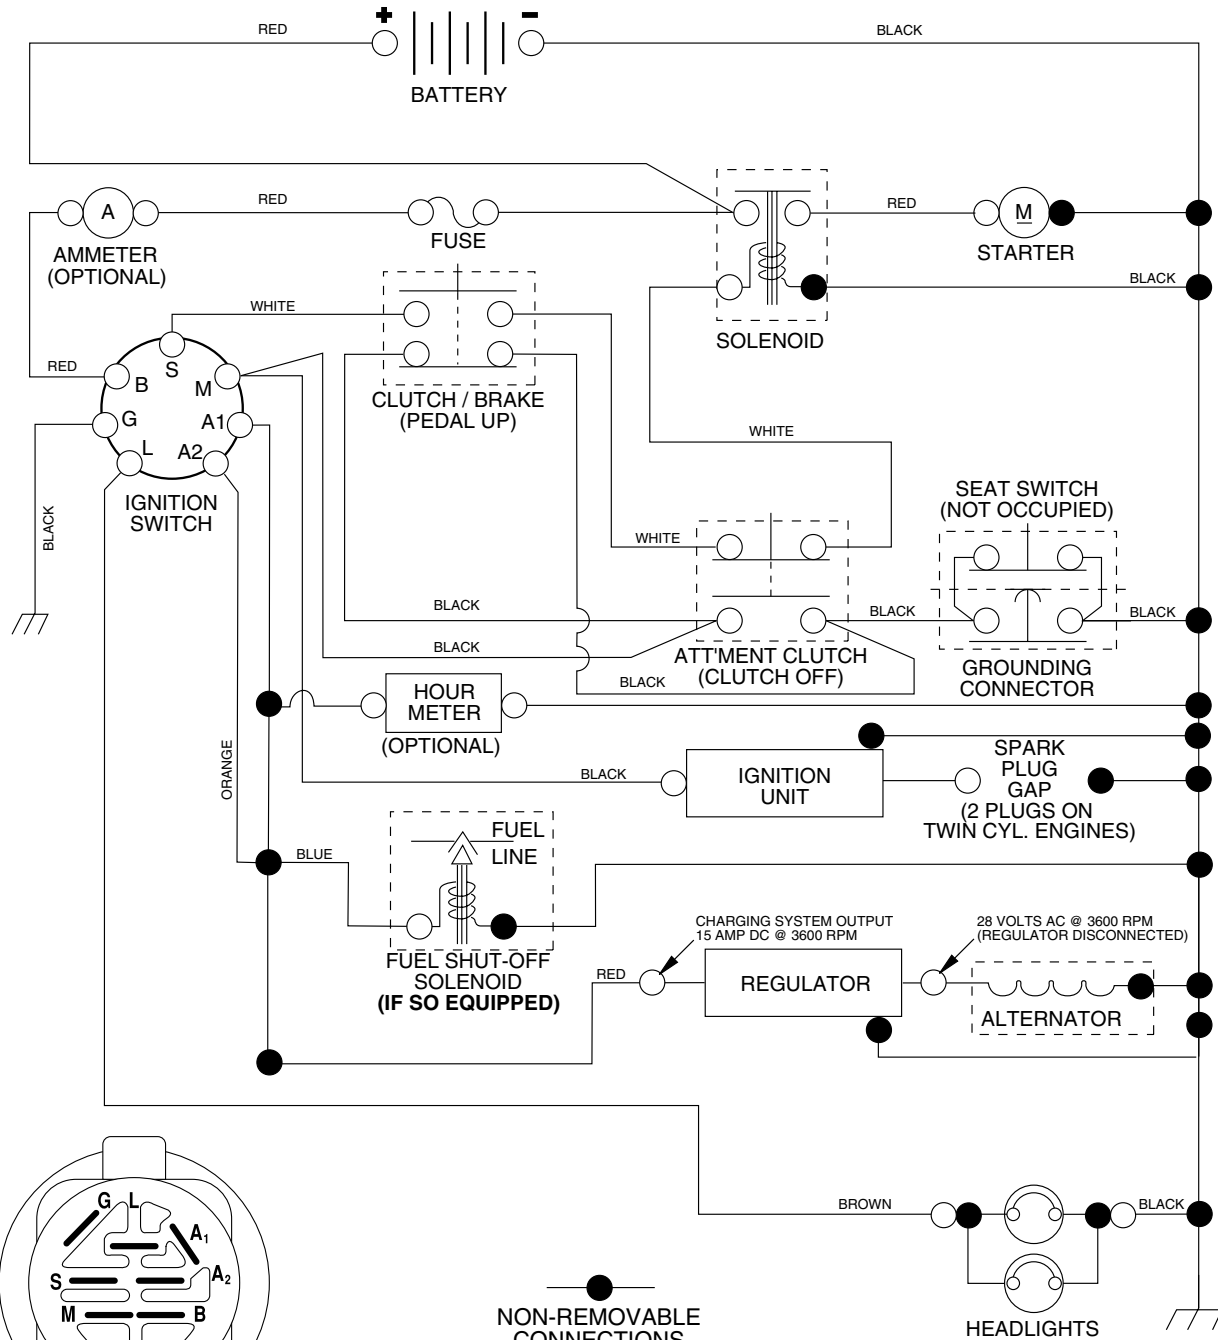 +
−
RED
BLACK
BATTERY
A
RED
FUSE
RED
M
STARTER
AMMETER
(OPTIONAL)
BLACK
SOLENOID
WHITE
RED
B
S
M
G
A1
L
A2
IGNITION
SWITCH
BLACK
CLUTCH / BRAKE
(PEDAL UP)
WHITE
SEAT SWITCH
(NOT OCCUPIED)
WHITE
BLACK
BLACK
BLACK
BLACK
BLACK
ATT'MENT CLUTCH
(CLUTCH OFF)
GROUNDING
CONNECTOR
HOUR
METER
(OPTIONAL)
ORANGE
BLACK
IGNITION
UNIT
SPARK
PLUG
GAP
(2 PLUGS ON
TWIN CYL. ENGINES)
BLUE
FUEL
LINE
FUEL SHUT-OFF
SOLENOID
(IF SO EQUIPPED)
CHARGING SYSTEM OUTPUT
15 AMP DC @ 3600 RPM
28 VOLTS AC @ 3600 RPM
(REGULATOR DISCONNECTED)
RED
REGULATOR
ALTERNATOR
BROWN
BLACK
HEADLIGHTS
G
L
A1
A2
S
M
B
NON-REMOVABLE
CONNECTIONS